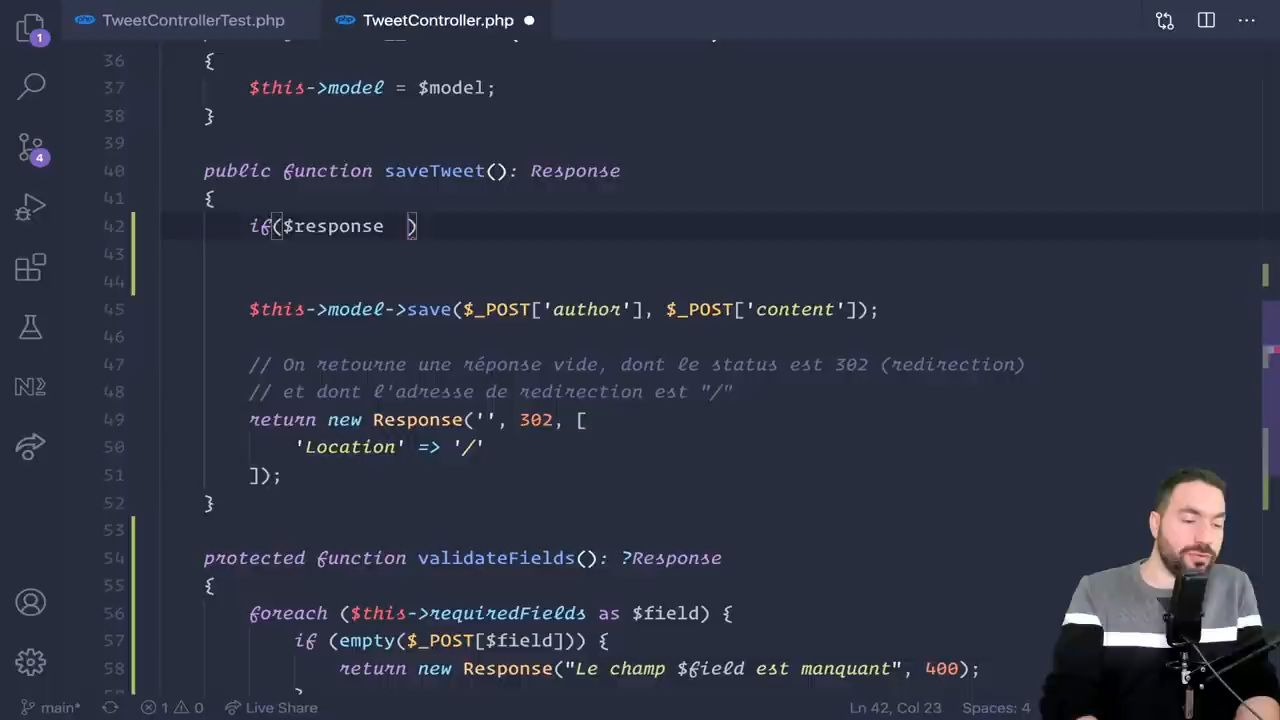 TweetControllerTest.php
TweetController.php
36 {
37 $this->model = $model;
38 }
39
40 public function saveTweet(): Response
41 {
42 if($response  )
43
44
45 $this->model->save($_POST['author'], $_POST['content']);
46
47 // On retourne une réponse vide, dont le status est 302 (redirection)
48 // et dont l'adresse de redirection est "/"
49 return new Response('', 302, [
50 'Location' => '/'
51 ]);
52 }
53
54 protected function validateFields(): ?Response
55 {
56 foreach ($this->requiredFields as $field) {
57 if (empty($_POST[$field])) {
58 return new Response("Le champ $field est manquant", 400);
}
1
4
main*
1
0
Live Share
Ln 42, Col 23
Spaces: 4